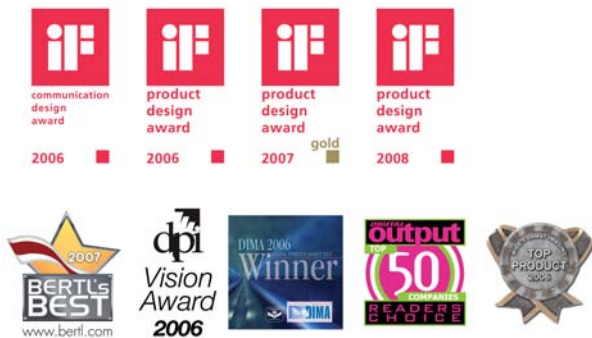 iF
communication
design
award
2006
iF
product
design
award
2006
iF
product
design
award
gold
2007
iF
product
design
award
2008
2007
BERTL's
BEST
www.bertl.com
dpi
Vision
Award
2006
DIMA 2006
Winner
DIMA
DIGITAL
output
TOP
50
COMPANIES
READERS
CHOICE
TOP
PRODUCT
2006